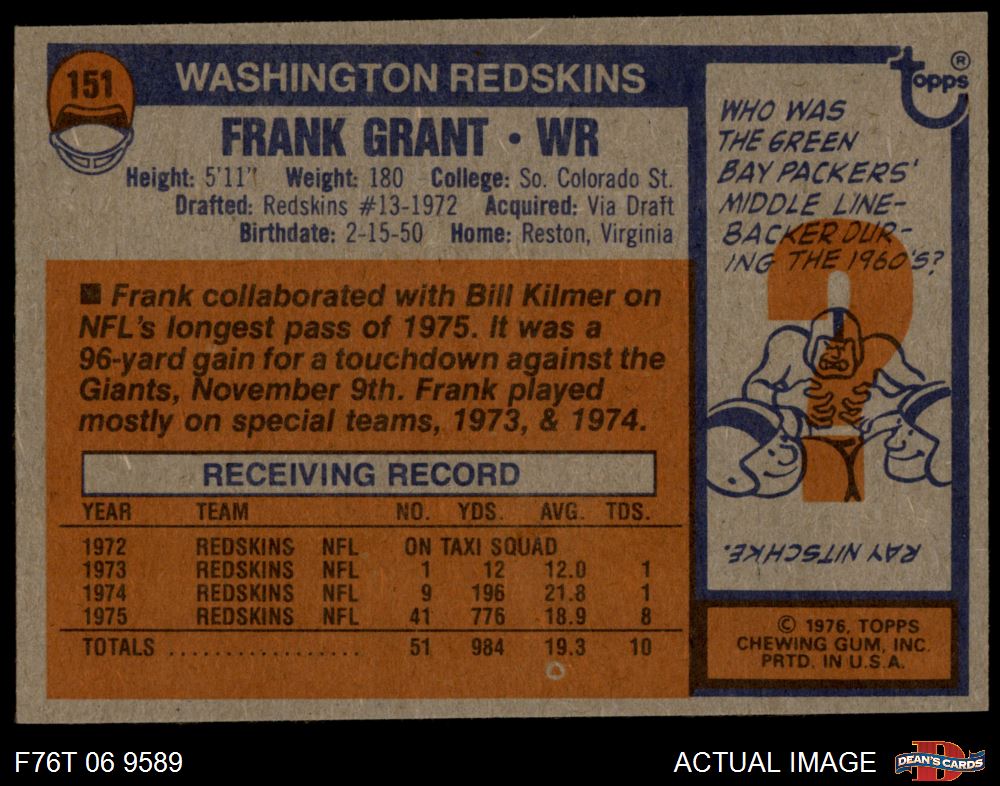 151
WASHINGTON REDSKINS
FRANK GRANT • WR
Height: 5'11" Weight: 180 College: So. Colorado St.
Drafted: Redskins #13-1972 Acquired: Via Draft
Birthdate: 2-15-50 Home: Reston, Virginia
■ Frank collaborated with Bill Kilmer on
NFL's longest pass of 1975. It was a
96-yard gain for a touchdown against the
Giants, November 9th. Frank played
mostly on special teams, 1973, & 1974.
RECEIVING RECORD
YEAR TEAM NO. YDS. AVG. TDS.
1972 REDSKINS NFL ON TAXI SQUAD
1973 REDSKINS NFL 1 12 12.0 1
1974 REDSKINS NFL 9 196 21.8 1
1975 REDSKINS NFL 41 776 18.9 8
TOTALS .................. 51 984 19.3 10
Topps ®
WHO WAS
THE GREEN
BAY PACKERS'
MIDDLE LINE-
BACKER DUR-
ING THE 1960'S?
?
RAY NITSCHKE.
© 1976, TOPPS
CHEWING GUM, INC.
PRTD. IN U.S.A.
F76T 06 9589
ACTUAL IMAGE
D
DEAN'S CARDS